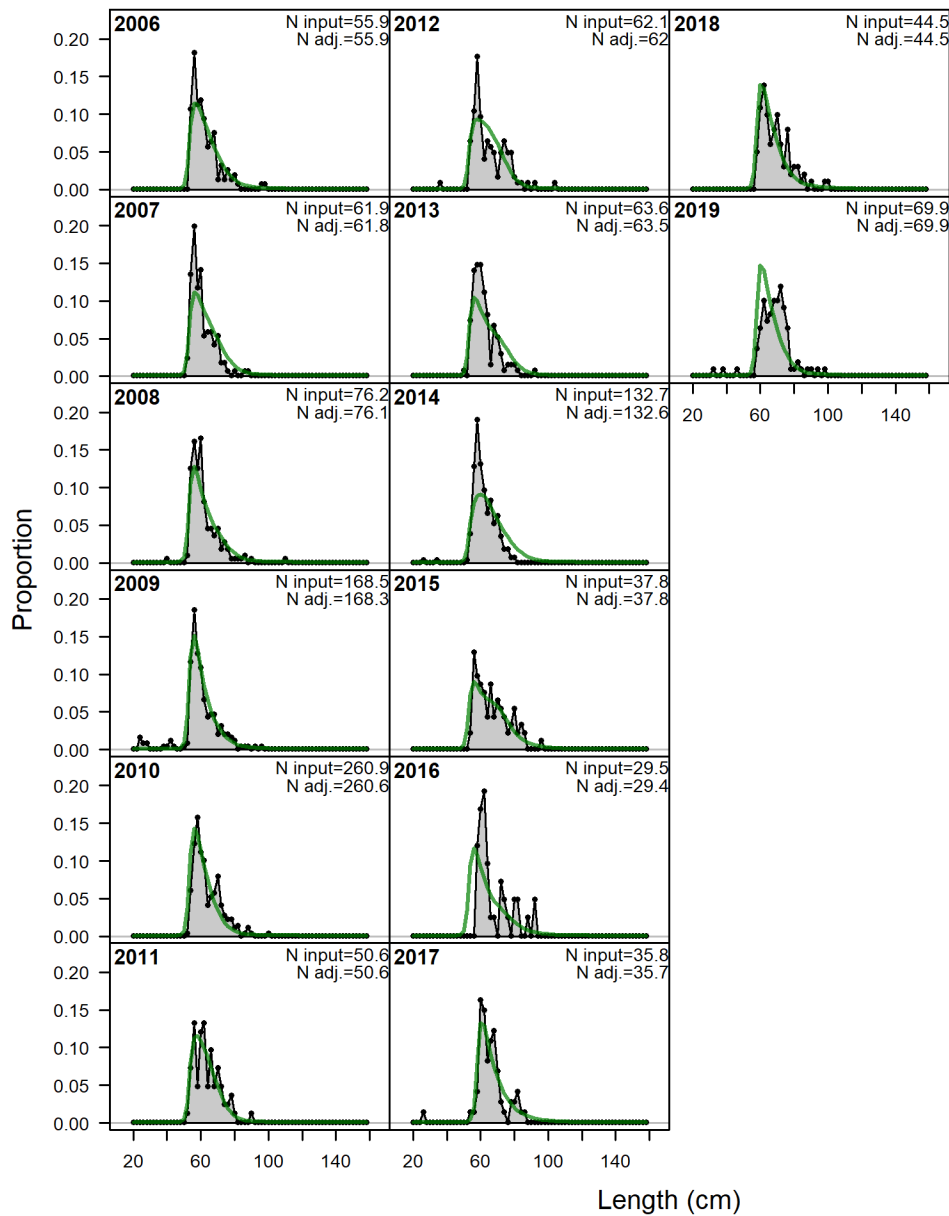 2006
N input=55.9
N adj.=55.9
0.20
0.15
0.10
0.05
0.00
2007
N input=61.9
N adj.=61.8
0.20
0.15
0.10
0.05
0.00
2008
N input=76.2
N adj.=76.1
0.20
0.15
0.10
0.05
0.00
2009
N input=168.5
N adj.=168.3
0.20
0.15
0.10
0.05
0.00
2010
N input=260.9
N adj.=260.6
0.20
0.15
0.10
0.05
0.00
2011
N input=50.6
N adj.=50.6
0.20
0.15
0.10
0.05
0.00
20 60 100 140
2012
N input=62.1
N adj.=62
2013
N input=63.6
N adj.=63.5
2014
N input=132.7
N adj.=132.6
2015
N input=37.8
N adj.=37.8
2016
N input=29.5
N adj.=29.4
2017
N input=35.8
N adj.=35.7
20 60 100 140
2018
N input=44.5
N adj.=44.5
2019
N input=69.9
N adj.=69.9
20 60 100 140
Proportion
Length (cm)